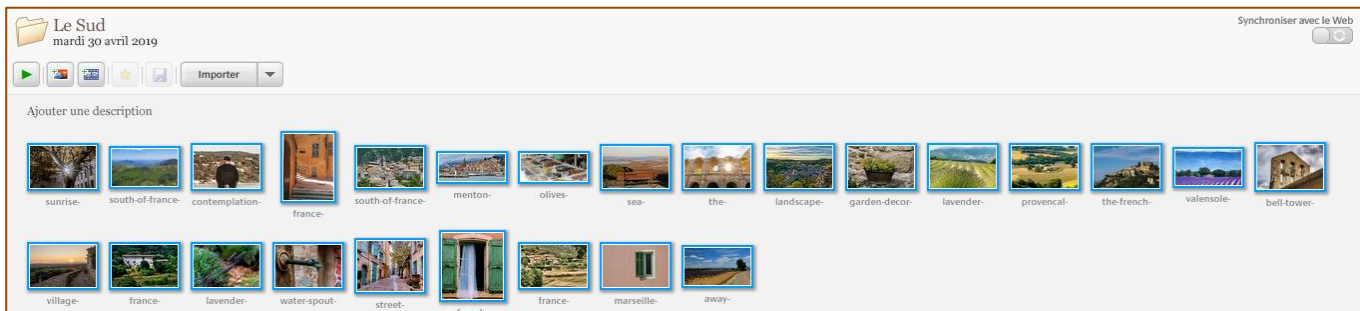 Le Sud
mardi 30 avril 2019
Synchroniser avec le Web
Importer
Ajouter une description
sunrise- south-of-france- contemplation- france- south-of-france- menton- olives- sea- the- landscape- garden-decor- lavender- provencal- the-french- valensole- bell-tower-
village- france- lavender- water-spout- street- france- marseille- away-